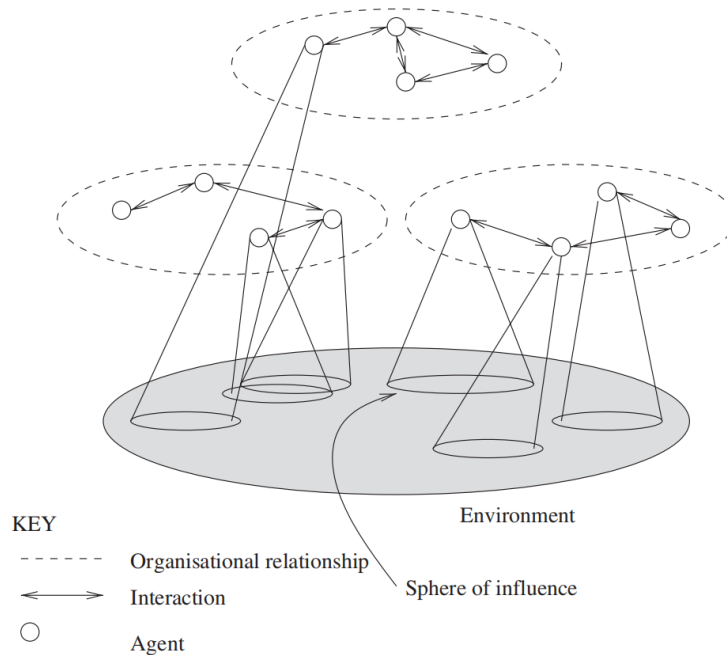 Environment
KEY
Organisational relationship
Sphere of influence
Interaction
Agent